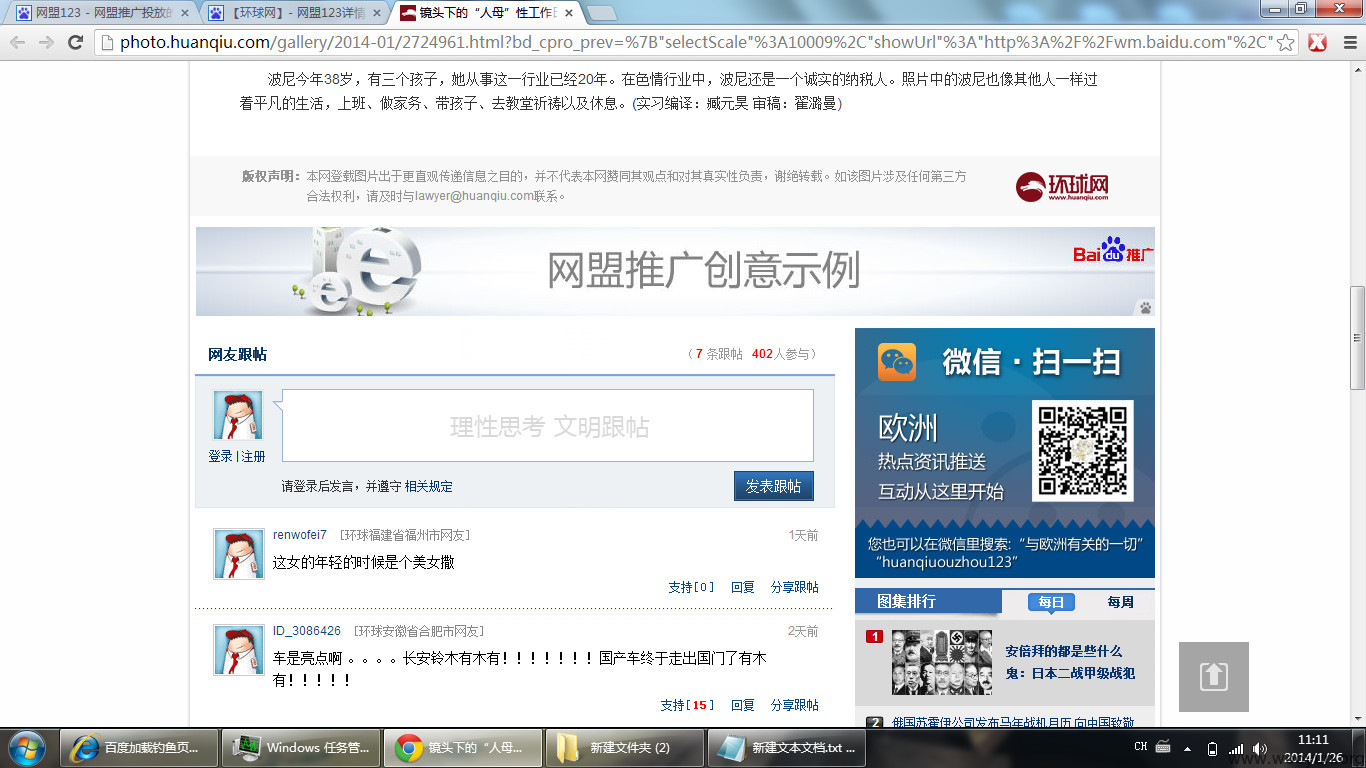 网盟123 - 网盟推广投放的
【环球网】- 网盟123详情
镜头下的“人母”性工作日
photo.huanqiu.com/gallery/2014-01/2724961.html?bd_cpro_prev=%7B"selectScale"%3A10009%2C"showUrl"%3A"http%3A%2F%2Fwm.baidu.com"%2C"
波尼今年38岁，有三个孩子，她从事这一行业已经20年。在色情行业中，波尼还是一个诚实的纳税人。照片中的波尼也像其他人一样过
着平凡的生活，上班、做家务、带孩子、去教堂祈祷以及休息。(实习编译：臧元昊 审稿：翟潞曼)
版权声明：本网登载图片出于更直观传递信息之目的，并不代表本网赞同其观点和对其真实性负责，谢绝转载。如该图片涉及任何第三方
合法权利，请及时与lawyer@huanqiu.com联系。
环球网
www.huanqiu.com
网盟推广创意示例
Baidu推广
网友跟帖
（7 条跟帖 402人参与）
理性思考 文明跟帖
登录 | 注册
请登录后发言，并遵守 相关规定
发表跟帖
renwofei7 [环球福建省福州市网友]
1天前
这女的年轻的时候是个美女撒
支持[0] 回复 分享跟帖
ID_3086426 [环球安徽省合肥市网友]
2天前
车是亮点啊 。。。。长安铃木有木有！！！！！！！国产车终于走出国门了有木
有！！！！！
支持[15] 回复 分享跟帖
微信·扫一扫
欧洲
热点资讯推送
互动从这里开始
您也可以在微信里搜索:“与欧洲有关的一切”
“huanqiuouzhou123”
图集排行
每日
每周
1
安倍拜的都是些什么
鬼：日本二战甲级战犯
2
俄国苏霍伊公司发布马年战机月历 向中国致敬
百度加载钓鱼页...
Windows 任务管...
镜头下的“人母...
新建文件夹 (2)
新建文本文档.txt ...
CH
11:11
2014/1/26